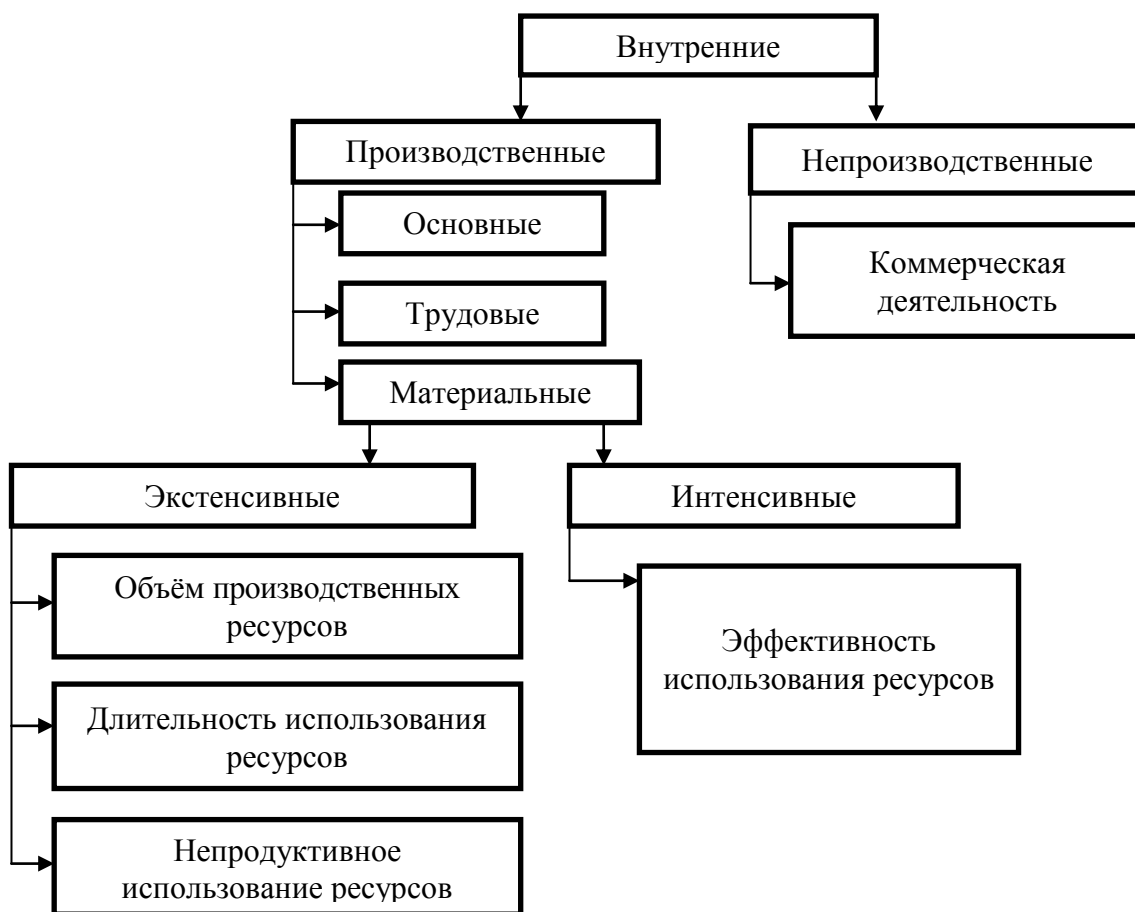 Внутренние
Производственные
Непроизводственные
Основные
Коммерческая
деятельность
Трудовые
Материальные
Экстенсивные
Интенсивные
Объём производственных
ресурсов
Эффективность
использования ресурсов
Длительность использования
ресурсов
Непродуктивное
использование ресурсов